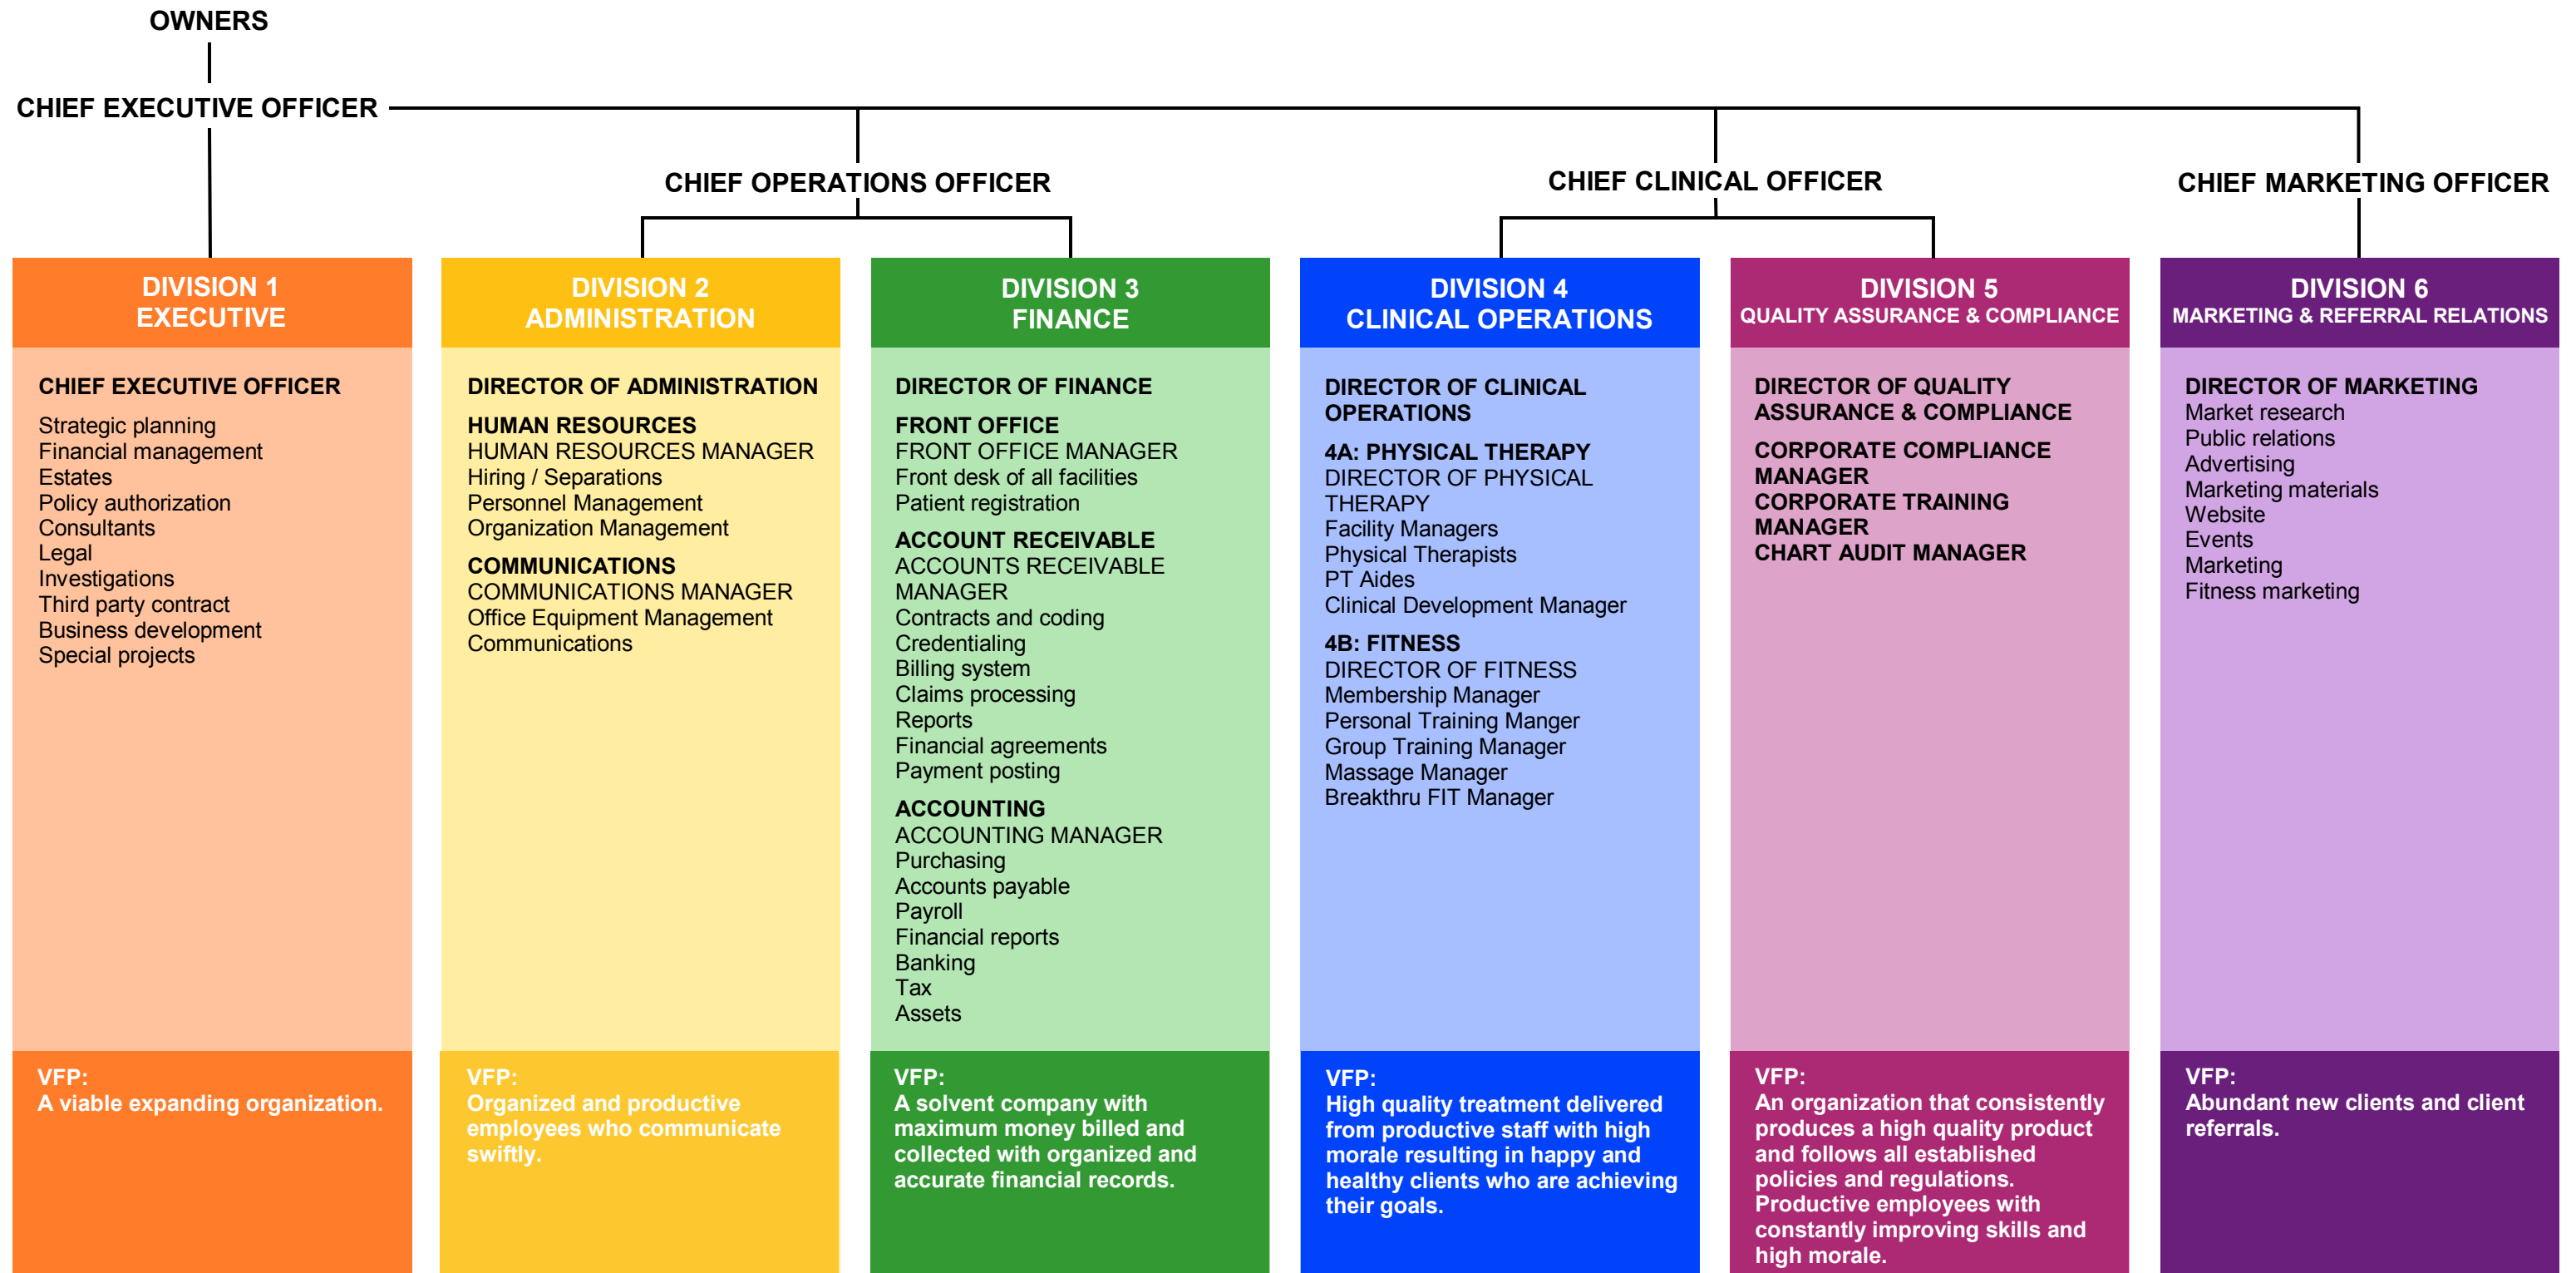 OWNERS
CHIEF EXECUTIVE OFFICER
CHIEF OPERATIONS OFFICER
CHIEF CLINICAL OFFICER
CHIEF MARKETING OFFICER
DIVISION 1
EXECUTIVE
CHIEF EXECUTIVE OFFICER
Strategic planning
Financial management
Estates
Policy authorization
Consultants
Legal
Investigations
Third party contract
Business development
Special projects
VFP:
A viable expanding organization.
DIVISION 2
ADMINISTRATION
DIRECTOR OF ADMINISTRATION
HUMAN RESOURCES
HUMAN RESOURCES MANAGER
Hiring / Separations
Personnel Management
Organization Management
COMMUNICATIONS
COMMUNICATIONS MANAGER
Office Equipment Management
Communications
VFP:
Organized and productive
employees who communicate
swiftly.
DIVISION 3
FINANCE
DIRECTOR OF FINANCE
FRONT OFFICE
FRONT OFFICE MANAGER
Front desk of all facilities
Patient registration
ACCOUNT RECEIVABLE
ACCOUNTS RECEIVABLE
MANAGER
Contracts and coding
Credentialing
Billing system
Claims processing
Reports
Financial agreements
Payment posting
ACCOUNTING
ACCOUNTING MANAGER
Purchasing
Accounts payable
Payroll
Financial reports
Banking
Tax
Assets
VFP:
A solvent company with
maximum money billed and
collected with organized and
accurate financial records.
DIVISION 4
CLINICAL OPERATIONS
DIRECTOR OF CLINICAL
OPERATIONS
4A: PHYSICAL THERAPY
DIRECTOR OF PHYSICAL
THERAPY
Facility Managers
Physical Therapists
PT Aides
Clinical Development Manager
4B: FITNESS
DIRECTOR OF FITNESS
Membership Manager
Personal Training Manger
Group Training Manager
Massage Manager
Breakthru FIT Manager
VFP:
High quality treatment delivered
from productive staff with high
morale resulting in happy and
healthy clients who are achieving
their goals.
DIVISION 5
QUALITY ASSURANCE & COMPLIANCE
DIRECTOR OF QUALITY
ASSURANCE & COMPLIANCE
CORPORATE COMPLIANCE
MANAGER
CORPORATE TRAINING
MANAGER
CHART AUDIT MANAGER
VFP:
An organization that consistently
produces a high quality product
and follows all established
policies and regulations.
Productive employees with
constantly improving skills and
high morale.
DIVISION 6
MARKETING & REFERRAL RELATIONS
DIRECTOR OF MARKETING
Market research
Public relations
Advertising
Marketing materials
Website
Events
Marketing
Fitness marketing
VFP:
Abundant new clients and client
referrals.